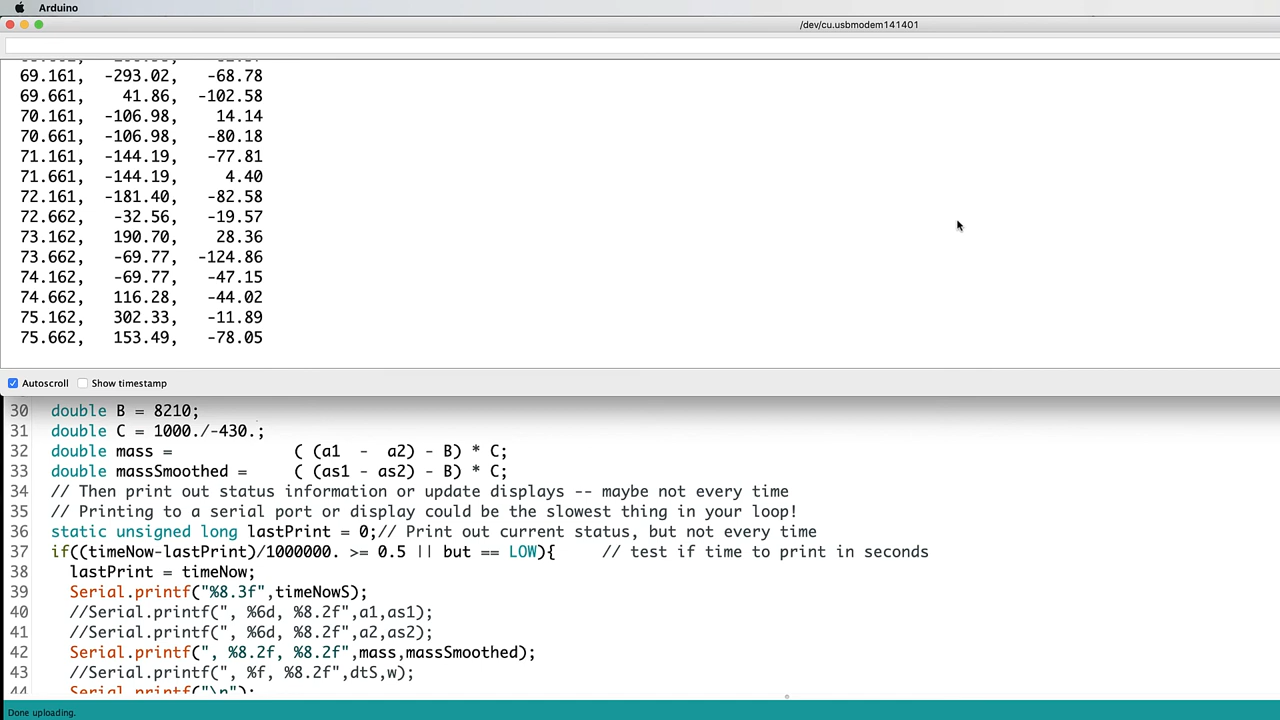 Arduino
/dev/cu.usbmodem141401
69.161, -293.02, -68.78
69.661, 41.86, -102.58
70.161, -106.98, 14.14
70.661, -106.98, -80.18
71.161, -144.19, -77.81
71.661, -144.19, 4.40
72.161, -181.40, -82.58
72.662, -32.56, -19.57
73.162, 190.70, 28.36
73.662, -69.77, -124.86
74.162, -69.77, -47.15
74.662, 116.28, -44.02
75.162, 302.33, -11.89
75.662, 153.49, -78.05
Autoscroll Show timestamp
30 double B = 8210;
31 double C = 1000./-430.;
32 double mass = ( (a1 - a2) - B) * C;
33 double massSmoothed = ( (as1 - as2) - B) * C;
34 // Then print out status information or update displays -- maybe not every time
35 // Printing to a serial port or display could be the slowest thing in your loop!
36 static unsigned long lastPrint = 0;// Print out current status, but not every time
37 if((timeNow-lastPrint)/1000000. >= 0.5 || but == LOW){ // test if time to print in seconds
38 lastPrint = timeNow;
39 Serial.printf("%8.3f",timeNowS);
40 //Serial.printf(", %6d, %8.2f",a1,as1);
41 //Serial.printf(", %6d, %8.2f",a2,as2);
42 Serial.printf(", %8.2f, %8.2f",mass,massSmoothed);
43 //Serial.printf(", %f, %8.2f",dtS,w);
44 Serial.printf("\n");
Done uploading.